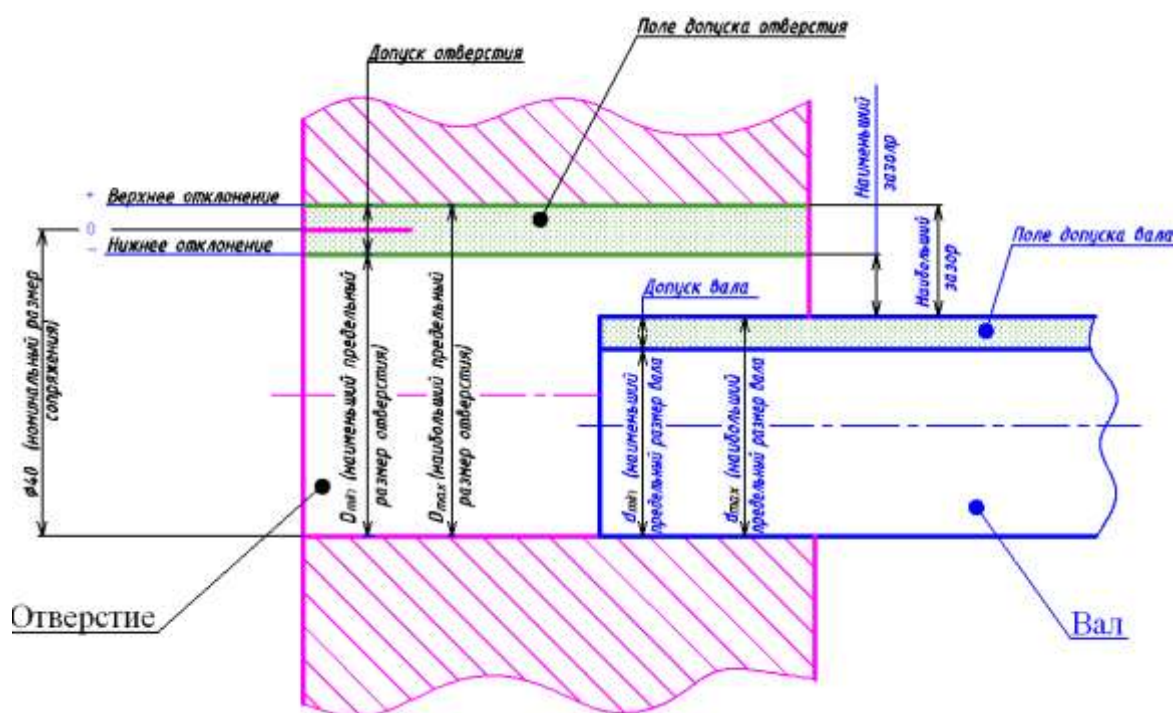 Поле допуска отверстия
Допуск отверстия
Наименьший
зазолр
+ Верхнее отклонение
0
− Нижнее отклонение
Наибольший
зазор
Поле допуска вала
Допуск вала
ø40 (номинальный размер
сопряжения)
Dmin (наименьший предельный
размер отверстия)
Dmax (наибольший предельный
размер отверстия)
dmin (наименьший
предельный размер вала
dmax (наибольший
предельный размер вала
Отверстие
Вал